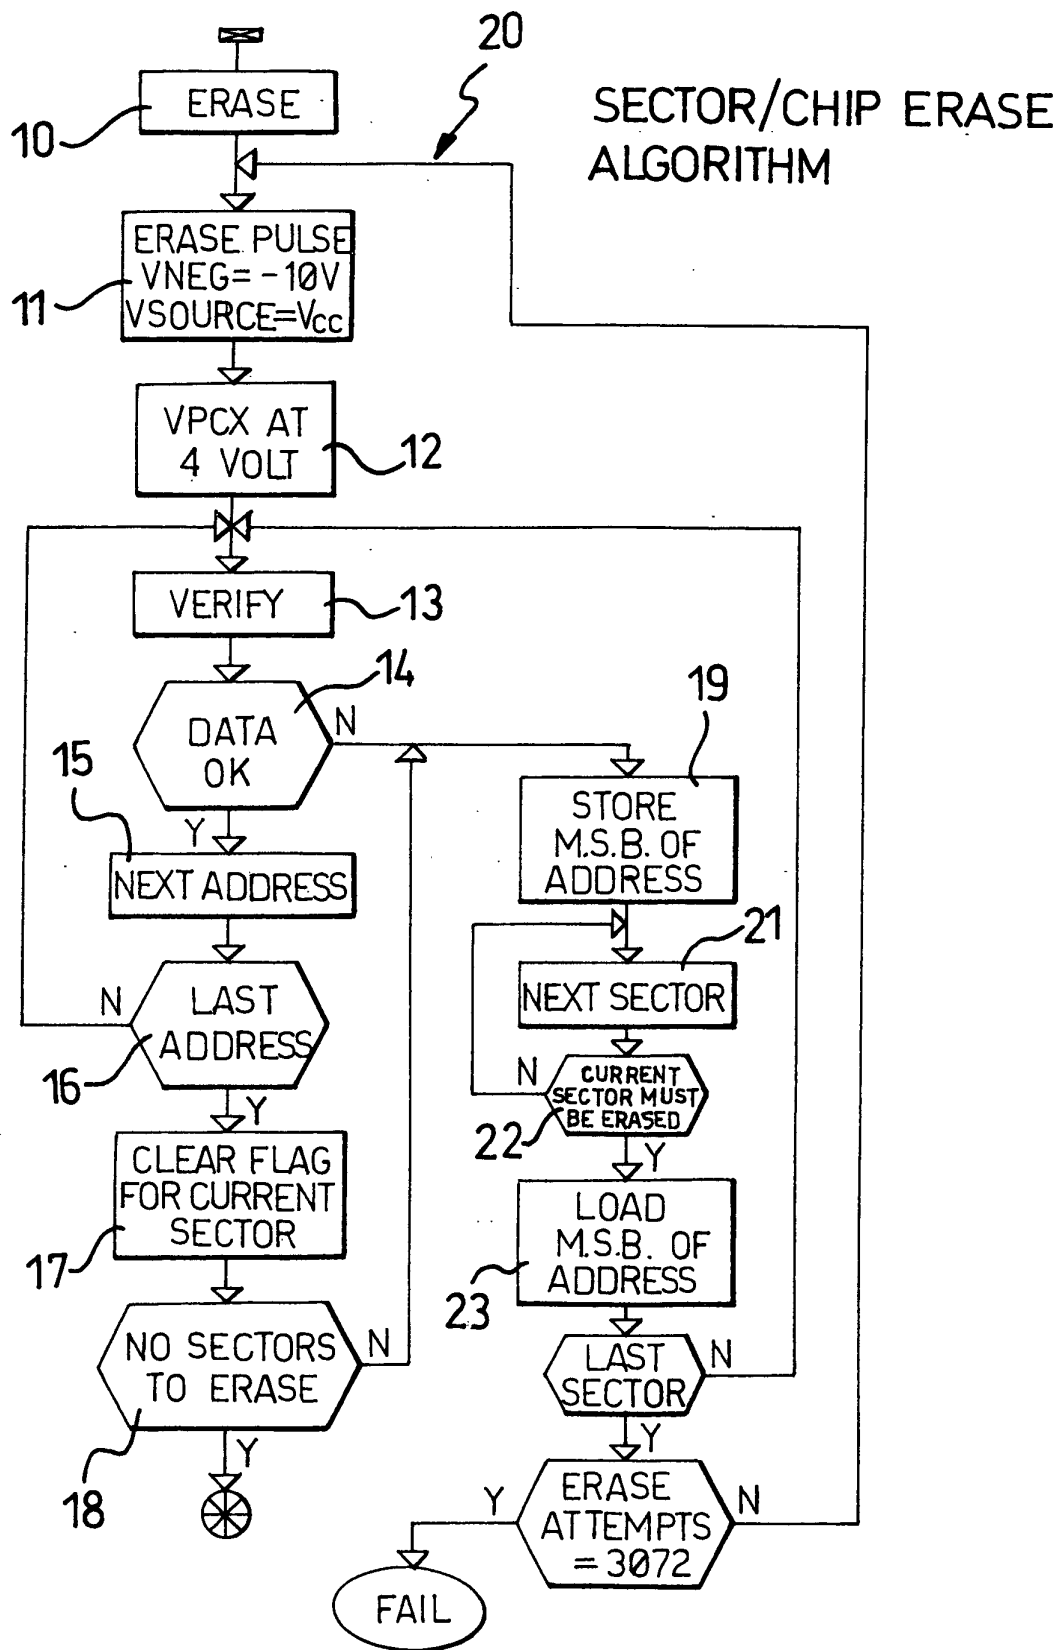 20
SECTOR/CHIP ERASE
ALGORITHM
ERASE
10
ERASE PULSE
VNEG=-10V
VSOURCE=Vcc
11
VPCX AT
4 VOLT
12
VERIFY
13
14
DATA
OK
N
Y
15
NEXT ADDRESS
N
LAST
ADDRESS
16
Y
CLEAR FLAG
FOR CURRENT
SECTOR
17
NO SECTORS
TO ERASE
N
Y
18
19
STORE
M.S.B. OF
ADDRESS
21
NEXT SECTOR
N
CURRENT
SECTOR MUST
BE ERASED
22
Y
LOAD
M.S.B. OF
ADDRESS
23
LAST
SECTOR
N
Y
ERASE
ATTEMPTS
=3072
Y
N
FAIL